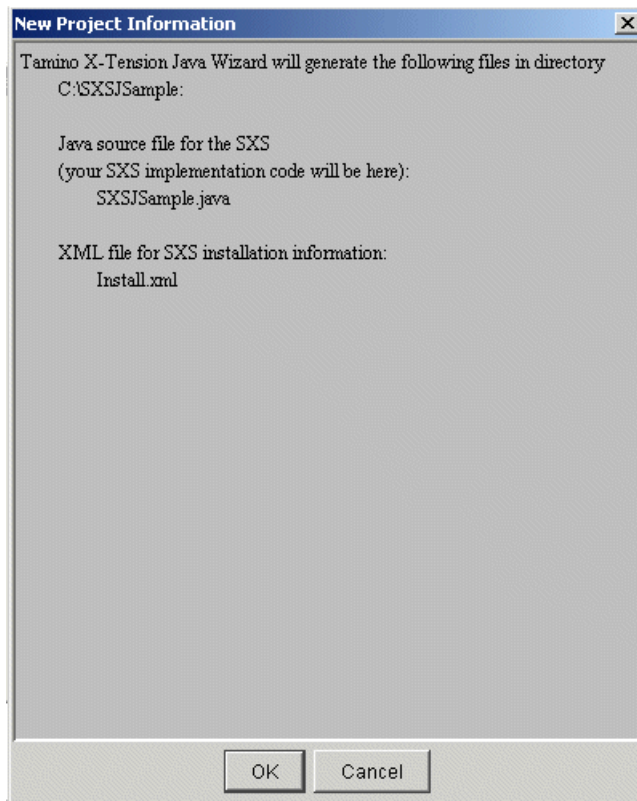 New Project Information
Tamino X-Tension Java Wizard will generate the following files in directory
C:\SXSJSample:
Java source file for the SXS
(your SXS implementation code will be here):
SXSJSample.java
XML file for SXS installation information:
Install.xml
OK
Cancel